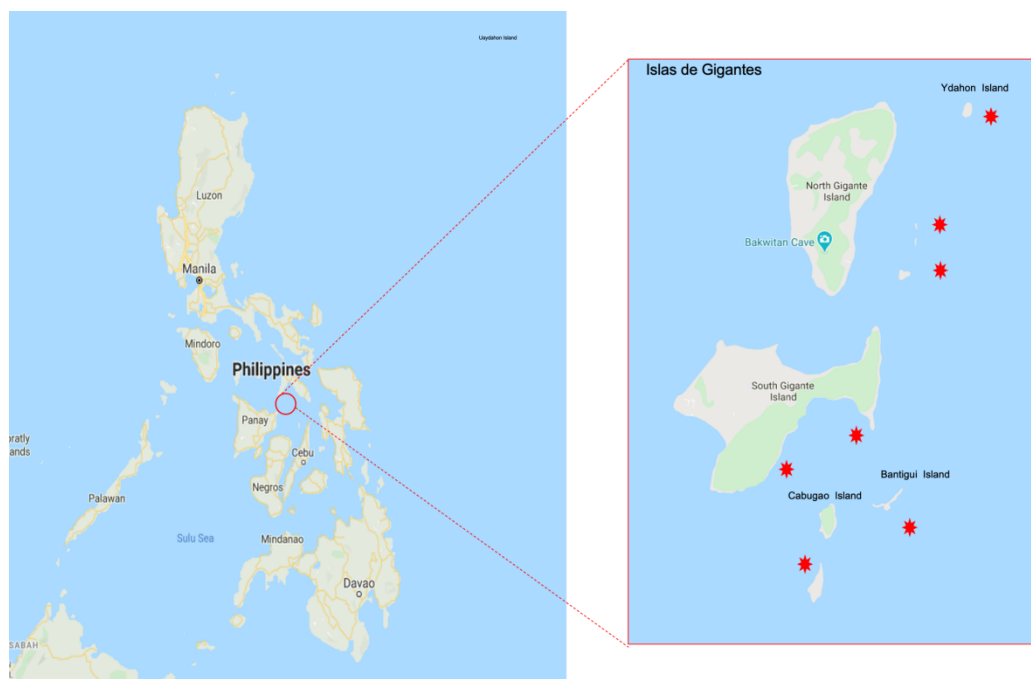 Uaydahon Island
Luzon
Manila
Mindoro
Philippines
Panay
Cebu
Negros
Palawan
Sulu Sea
Mindanao
Davao
oratly
ands
SABAH
Islas de Gigantes
Ydahon Island
North Gigante
Island
Bakwitan Cave
South Gigante
Island
Bantigui Island
Cabugao Island